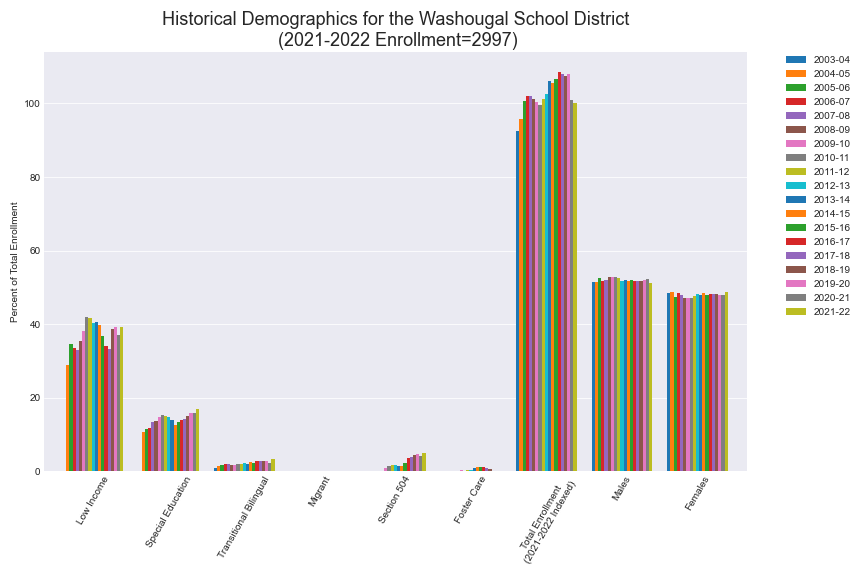 Historical Demographics for the Washougal School District
(2021-2022 Enrollment=2997)
Percent of Total Enrollment
100
80
60
40
20
0
Low Income
Special Education
Transitional Bilingual
Migrant
Section 504
Foster Care
Total Enrollment
(2021-2022 Indexed)
Males
Females
2003-04
2004-05
2005-06
2006-07
2007-08
2008-09
2009-10
2010-11
2011-12
2012-13
2013-14
2014-15
2015-16
2016-17
2017-18
2018-19
2019-20
2020-21
2021-22